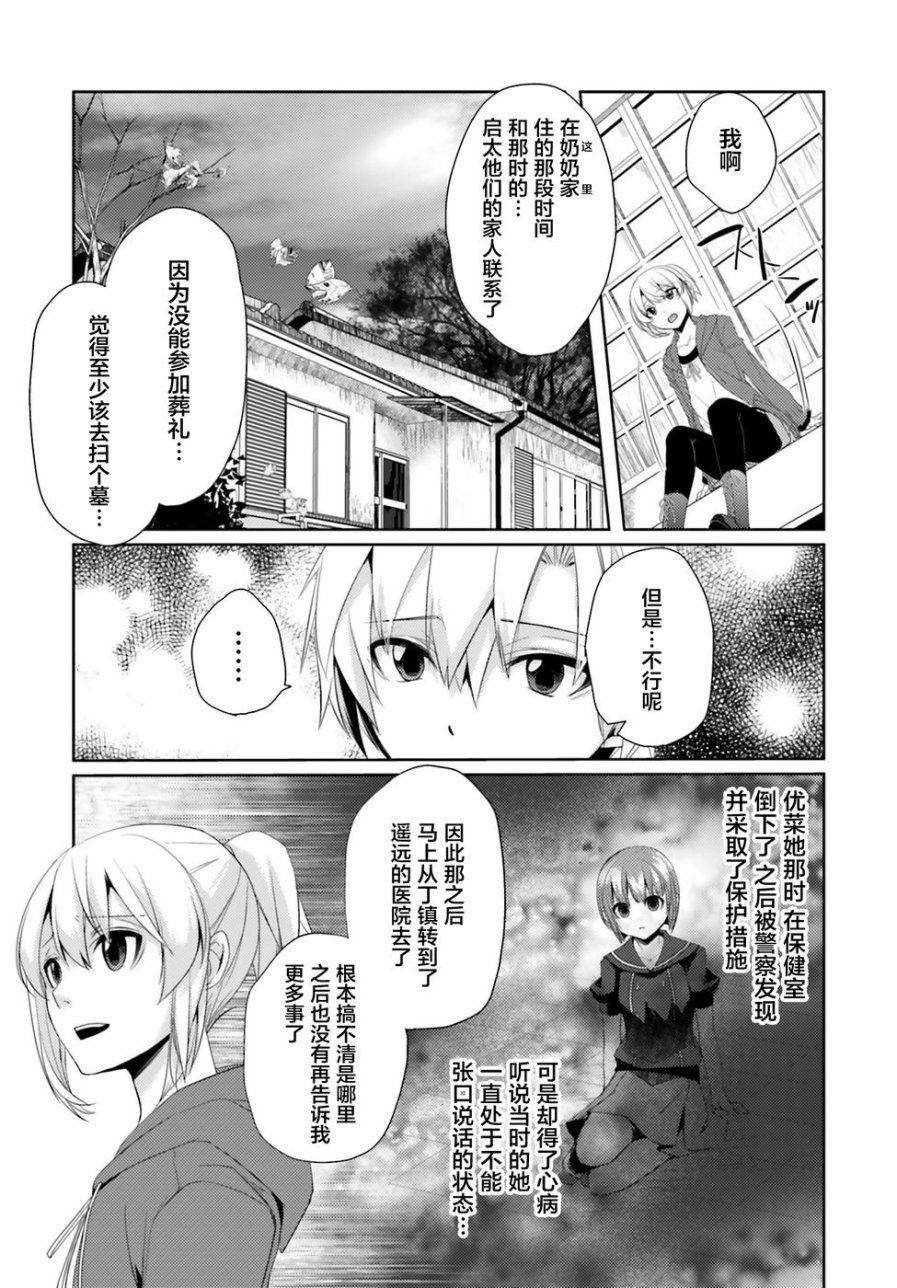 我啊
在奶奶家
这里
住的那段时间
和那时的…
启太他们的家人联系了
因为没能参加葬礼…
觉得至少该去扫个墓…
但是…不行呢
……
优菜她那时 在保健室
倒下了 之后被警察发现
并采取了保护措施
可是却得了心病
听说当时的她
一直处于不能
张口说话的状态…
因此那之后
马上从丁镇转到了
遥远的医院去了
根本搞不清是哪里
之后也没有再告诉我
更多事了